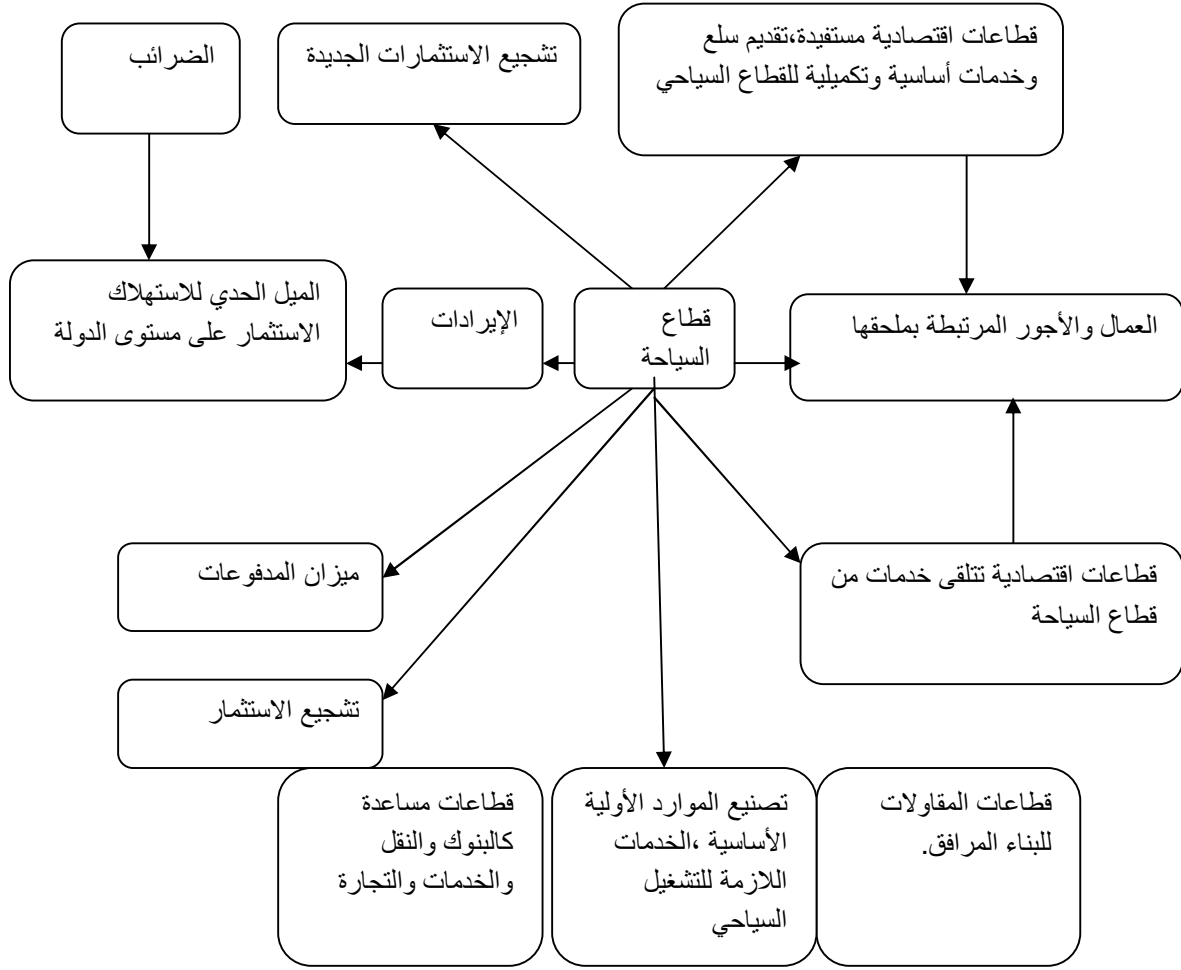 قطاعات اقتصادية مستفيدة،تقديم سلع
وخدمات أساسية وتكميلية للقطاع السياحي
تشجيع الاستثمارات الجديدة
الضرائب
العمال والأجور المرتبطة بملحقها
قطاع
السياحة
الإيرادات
الميل الحدي للاستهلاك
الاستثمار على مستوى الدولة
قطاعات اقتصادية تتلقى خدمات من
قطاع السياحة
ميزان المدفوعات
تشجيع الاستثمار
قطاعات المقاولات
للبناء المرافق.
تصنيع الموارد الأولية
الأساسية ،الخدمات
اللازمة للتشغيل
السياحي
قطاعات مساعدة
كالبنوك والنقل
والخدمات والتجارة